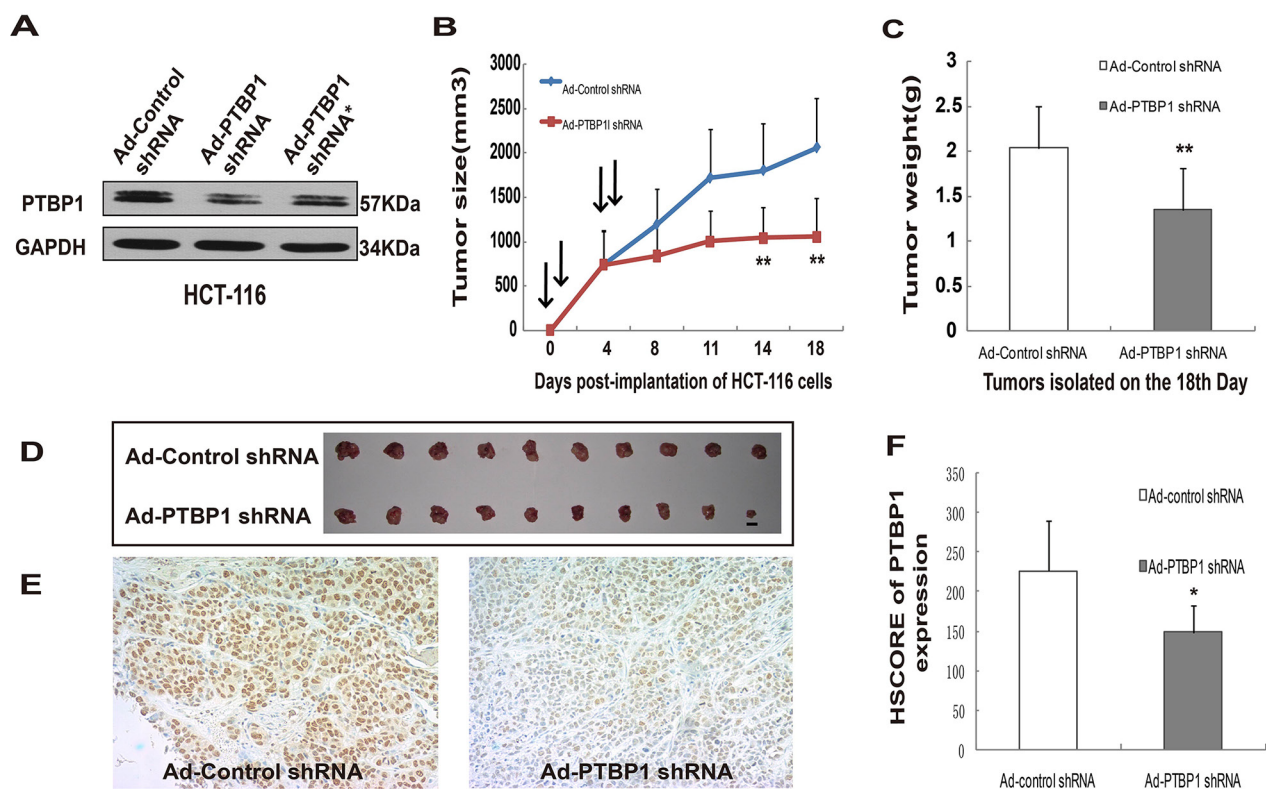 A
Ad-Control
shRNA
Ad-PTBP1
shRNA
Ad-PTBP1
shRNA*
PTBP1
57KDa
GAPDH
34KDa
HCT-116
B
Tumor size(mm3)
3000
2500
2000
1500
1000
500
0
Ad-Control shRNA
Ad-PTBP1l shRNA
**
**
0 4 8 11 14 18
Days post-implantation of HCT-116 cells
C
Tumor weight(g)
3
2.5
2
1.5
1
0.5
0
Ad-Control shRNA
Ad-PTBP1 shRNA
**
Ad-Control shRNA Ad-PTBP1 shRNA
Tumors isolated on the 18th Day
D
Ad-Control shRNA
Ad-PTBP1 shRNA
E
Ad-Control shRNA
Ad-PTBP1 shRNA
F
HSCORE of PTBP1
expression
350
300
250
200
150
100
50
0
Ad-control shRNA
Ad-PTBP1 shRNA
*
Ad-control shRNA Ad-PTBP1 shRNA